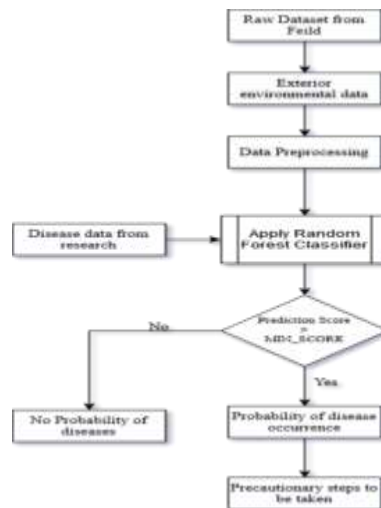 Raw Dataset from
Feild
Exterior
environmental data
Data Preprocessing
Disease data from
research
Apply Random
Forest Classifier
Prediction Score
>
MIN_SCORE
No
Yes
No Probability of
diseases
Probability of disease
occurrence
Precautionary steps to
be taken